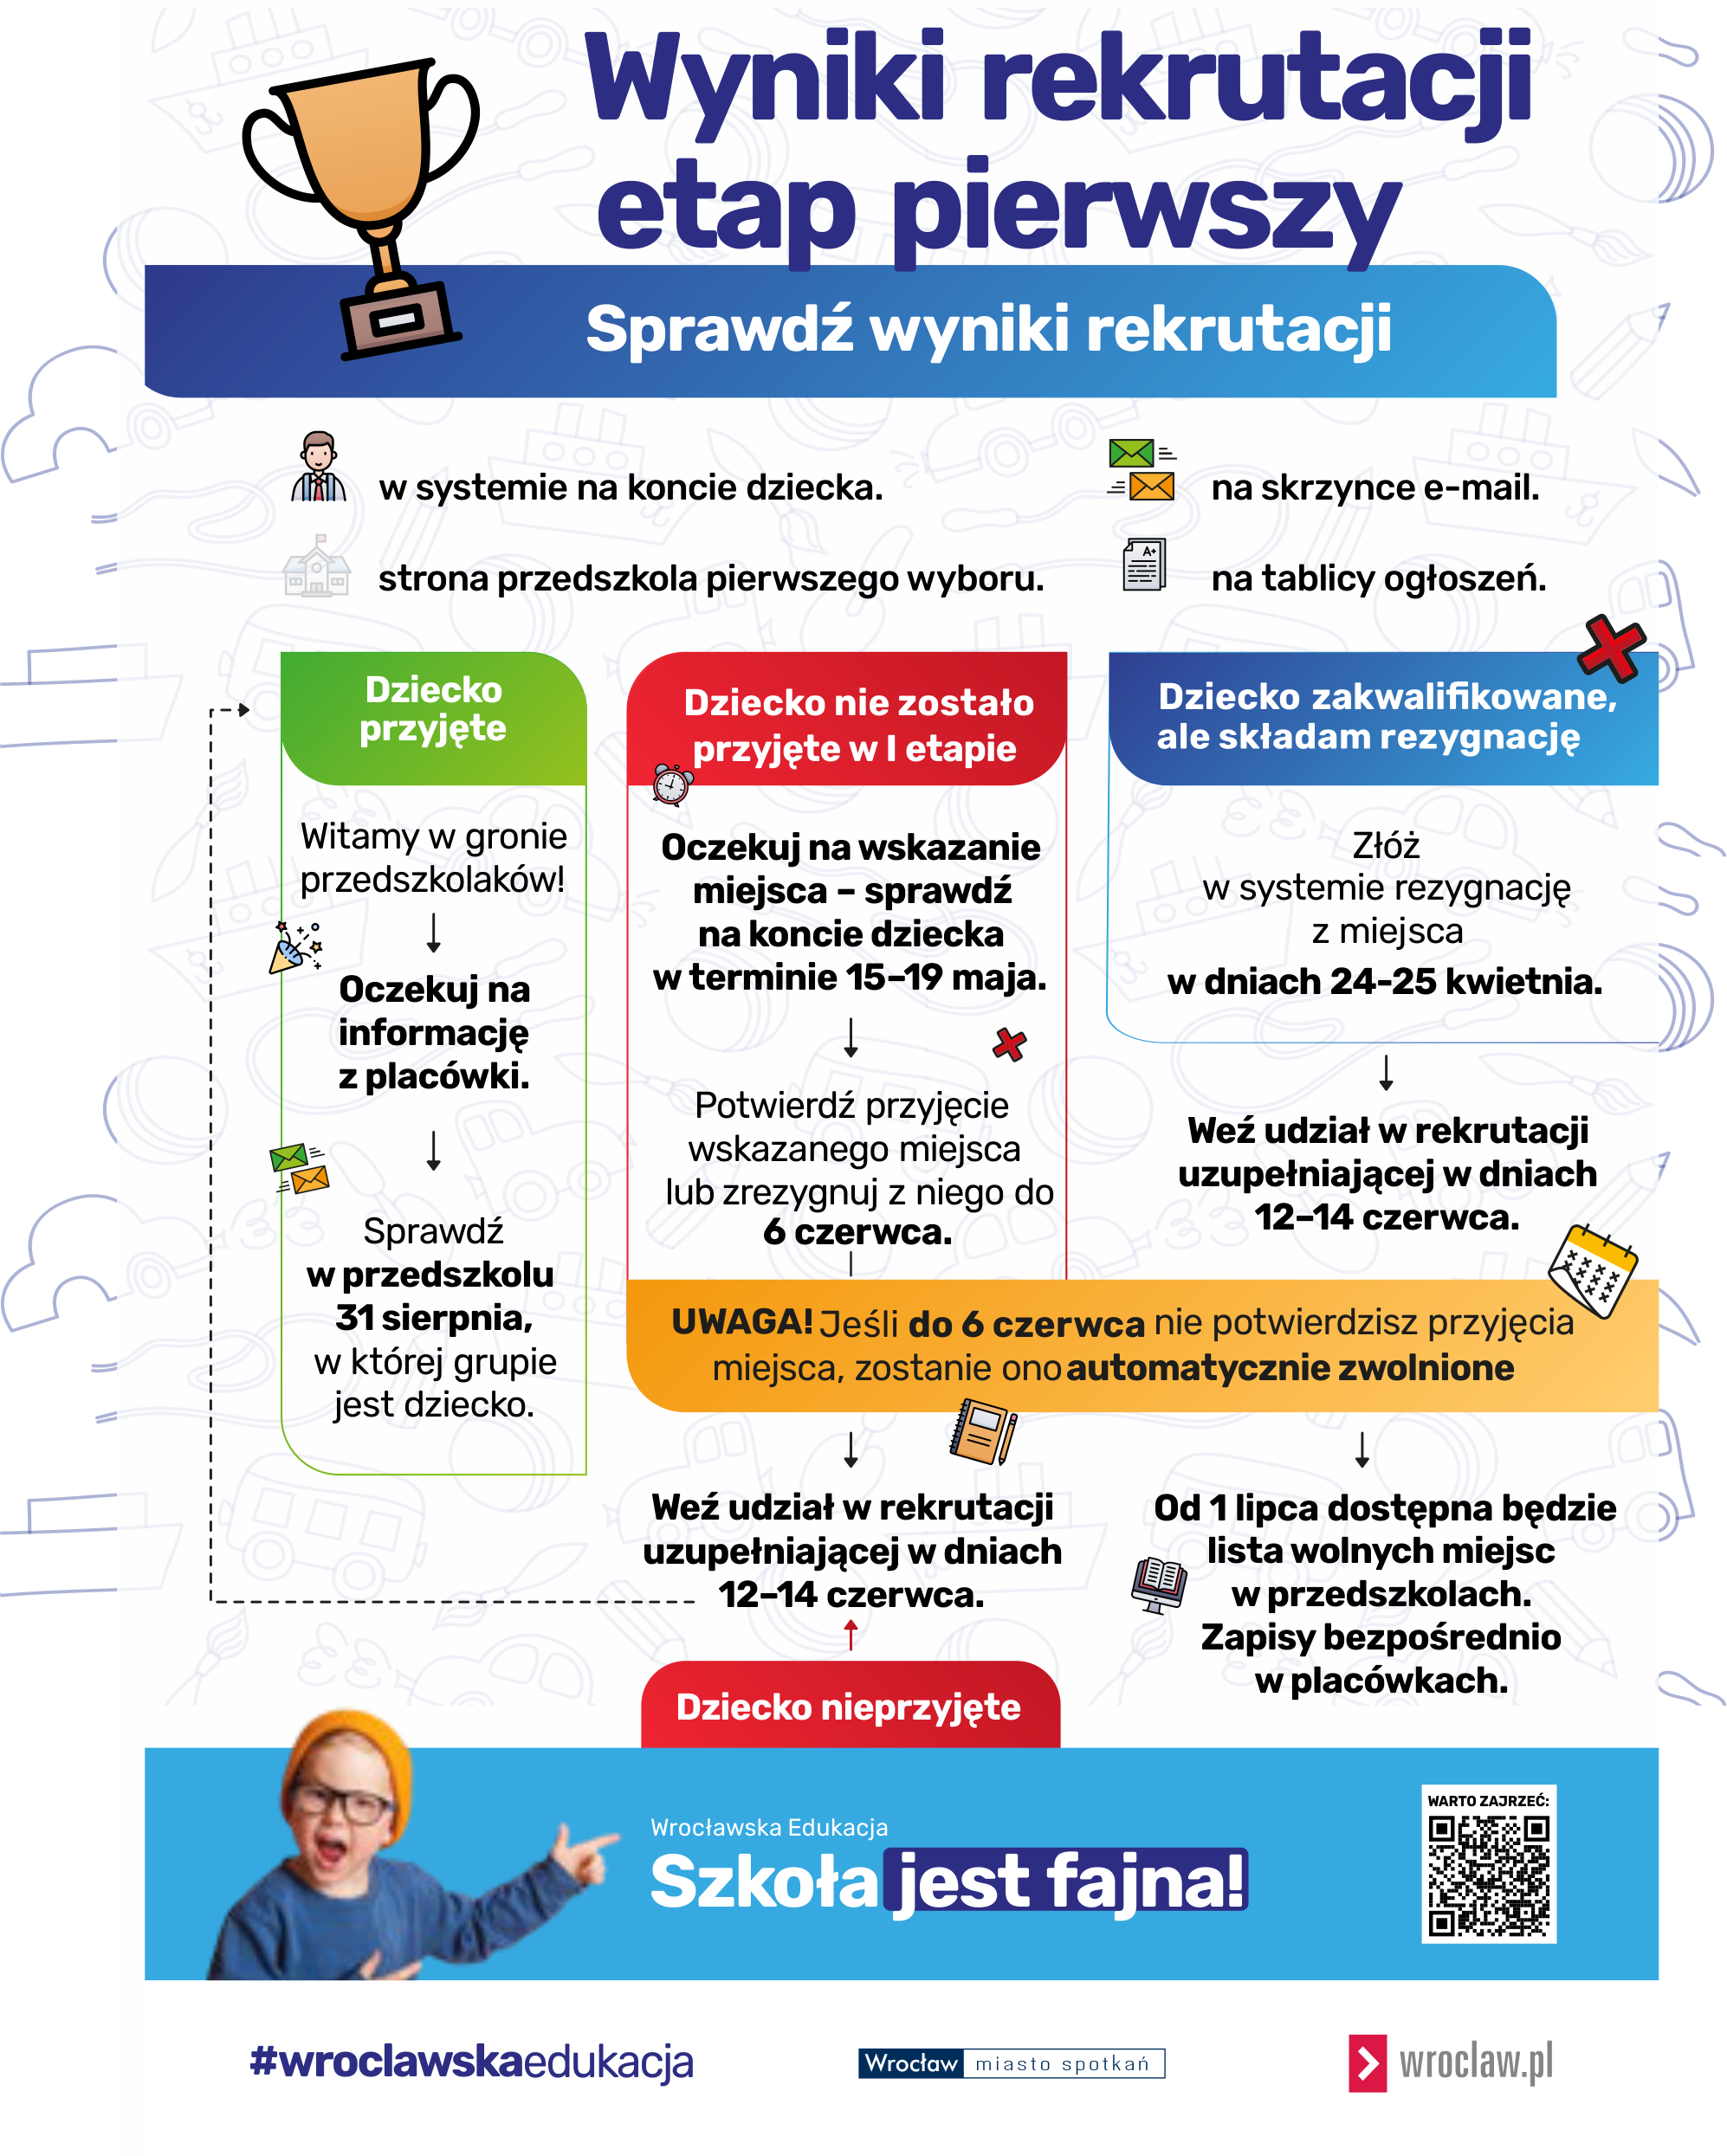 Wyniki rekrutacji
etap pierwszy
Sprawdź wyniki rekrutacji
w systemie na koncie dziecka.
na skrzynce e-mail.
strona przedszkola pierwszego wyboru.
A+
na tablicy ogłoszeń.
Dziecko
przyjęte
Witamy w gronie
przedszkolaków!
Oczekuj na
informację
z placówki.
Sprawdź
w przedszkolu
31 sierpnia,
w której grupie
jest dziecko.
Dziecko nie zostało
przyjęte w I etapie
Oczekuj na wskazanie
miejsca – sprawdź
na koncie dziecka
w terminie 15–19 maja.
Potwierdź przyjęcie
wskazanego miejsca
lub zrezygnuj z niego do
6 czerwca.
Dziecko zakwalifikowane,
ale składam rezygnację
Złóż
w systemie rezygnację
z miejsca
w dniach 24-25 kwietnia.
Weź udział w rekrutacji
uzupełniającej w dniach
12–14 czerwca.
UWAGA! Jeśli do 6 czerwca nie potwierdzisz przyjęcia
miejsca, zostanie ono automatycznie zwolnione
Weź udział w rekrutacji
uzupełniającej w dniach
12–14 czerwca.
Dziecko nieprzyjęte
Od 1 lipca dostępna będzie
lista wolnych miejsc
w przedszkolach.
Zapisy bezpośrednio
w placówkach.
Wrocławska Edukacja
Szkoła jest fajna!
WARTO ZAJRZEĆ:
#wroclawskaedukacja
Wrocław miasto spotkań
wroclaw.pl